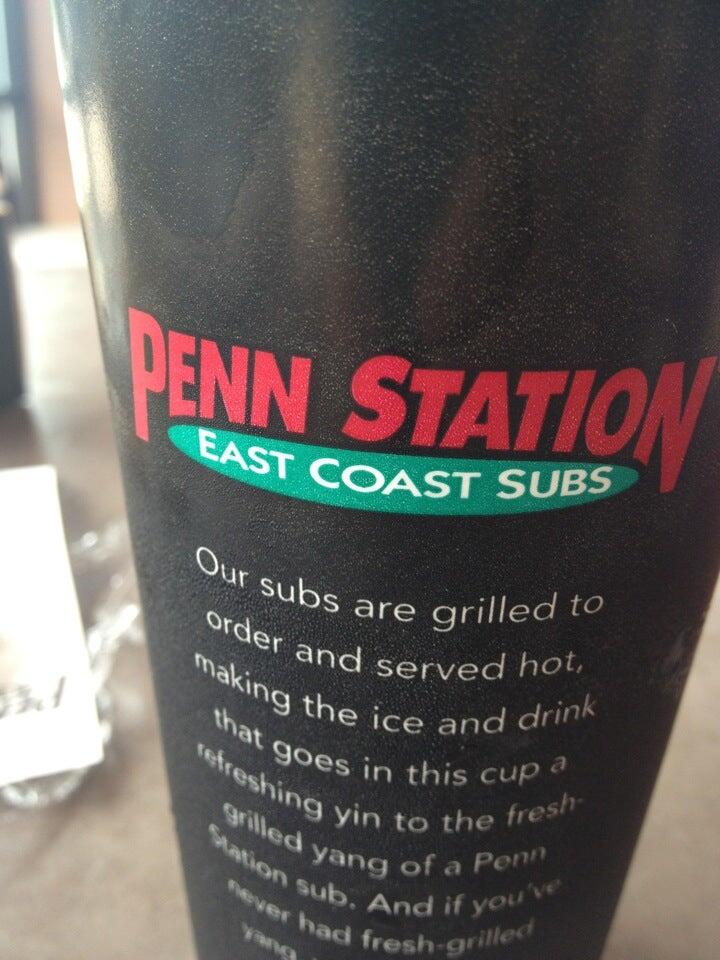 PENN STATION
EAST COAST SUBS
Our subs are grilled to
order and served hot,
making the ice and drink
that goes in this cup a
refreshing yin to the fresh-
grilled yang of a Penn
Station sub. And if you've
never had fresh-grilled
yang